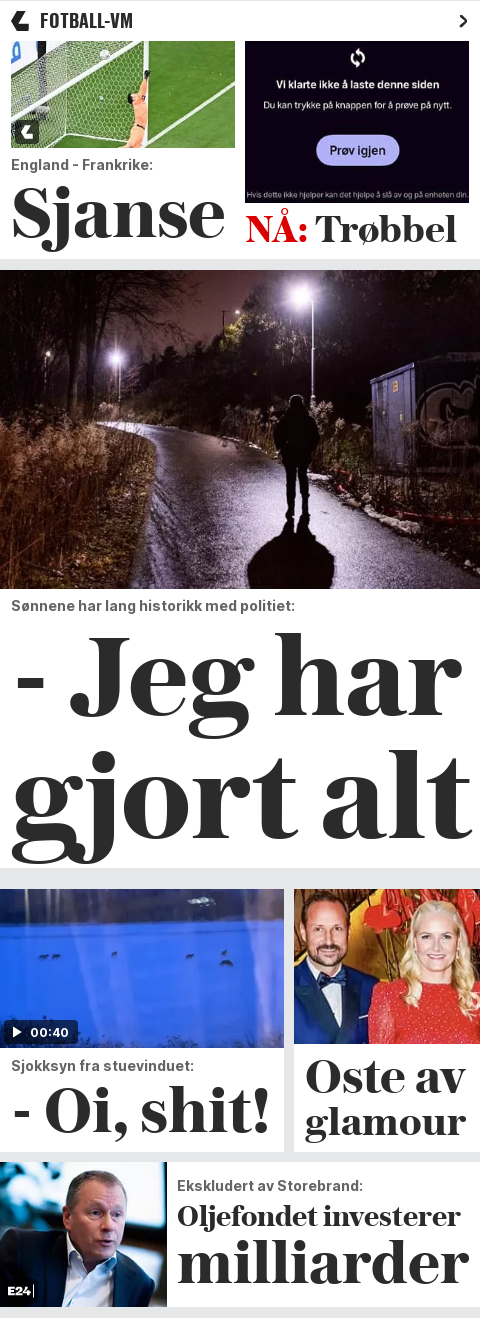 FOTBALL-VM
England - Frankrike:
Sjanse
Vi klarte ikke å laste denne siden
Du kan trykke på knappen for å prøve på nytt.
Prøv igjen
Hvis dette ikke hjelper kan det hjelpe å slå av og på enheten din.
NÅ: Trøbbel
Sønnene har lang historikk med politiet:
- Jeg har
gjort alt
00:40
Sjokksyn fra stuevinduet:
- Oi, shit!
Oste av
glamour
E24
Ekskludert av Storebrand:
Oljefondet investerer
milliarder